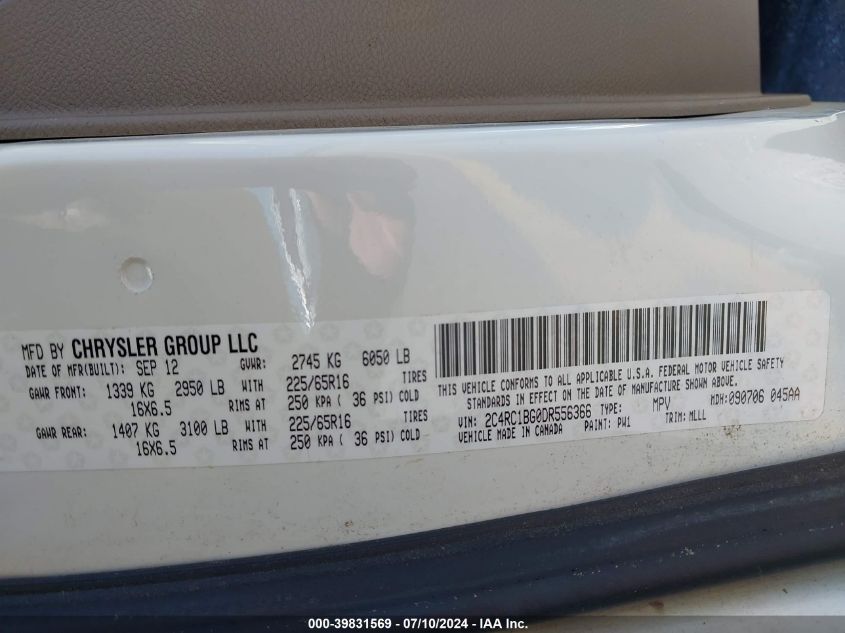 MFD BY CHRYSLER GROUP LLC
DATE OF MFR(BUILT): SEP 12 GVWR: 2745 KG 6050 LB
GAWR FRONT: 1339 KG 2950 LB WITH 225/65R16 TIRES
16X6.5 RIMS AT 250 KPA ( 36 PSI) COLD
GAWR REAR: 1407 KG 3100 LB WITH 225/65R16 TIRES
16X6.5 RIMS AT 250 KPA ( 36 PSI) COLD
THIS VEHICLE CONFORMS TO ALL APPLICABLE U.S.A. FEDERAL MOTOR VEHICLE SAFETY
STANDARDS IN EFFECT ON THE DATE OF MANUFACTURE SHOWN ABOVE.
VIN: 2C4RC1BG0DR556366 TYPE: MPV MDH:090706 045AA
VEHICLE MADE IN CANADA PAINT: PW1 TRIM: MLLL
000-39831569 / 07/10/2024 - IAA Inc.